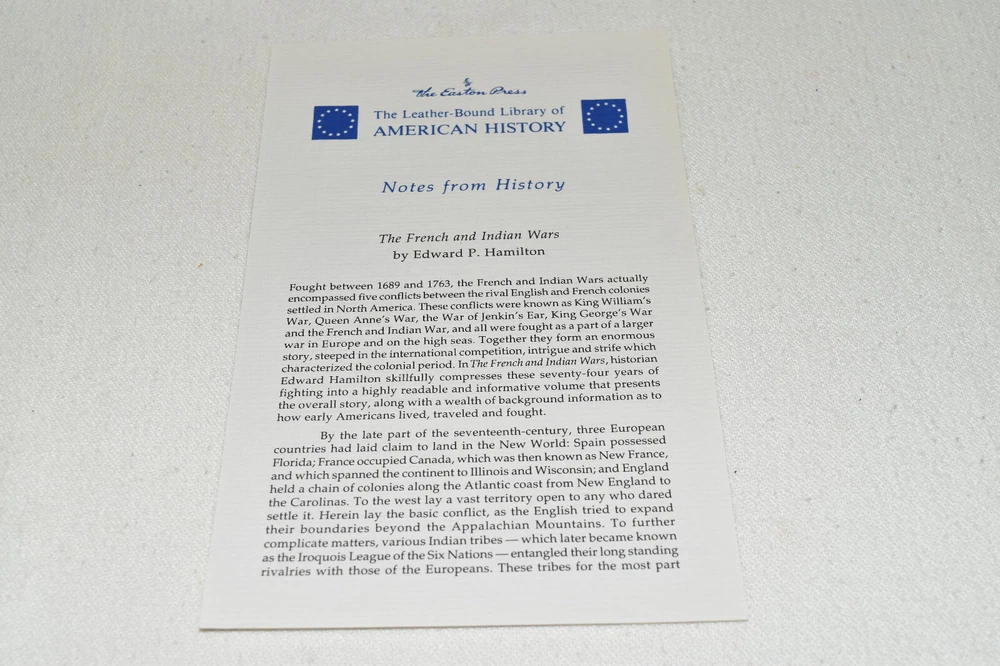 the Easton Press
The Leather-Bound Library of
AMERICAN HISTORY
Notes from History
The French and Indian Wars
by Edward P. Hamilton
Fought between 1689 and 1763, the French and Indian Wars actually
encompassed five conflicts between the rival English and French colonies
settled in North America. These conflicts were known as King William's
War, Queen Anne's War, the War of Jenkin's Ear, King George's War
and the French and Indian War, and all were fought as a part of a larger
war in Europe and on the high seas. Together they form an enormous
story, steeped in the international competition, intrigue and strife which
characterized the colonial period. In The French and Indian Wars, historian
Edward Hamilton skillfully compresses these seventy-four years of
fighting into a highly readable and informative volume that presents
the overall story, along with a wealth of background information as to
how early Americans lived, traveled and fought.
By the late part of the seventeenth-century, three European
countries had laid claim to land in the New World: Spain possessed
Florida; France occupied Canada, which was then known as New France,
and which spanned the continent to Illinois and Wisconsin; and England
held a chain of colonies along the Atlantic coast from New England to
the Carolinas. To the west lay a vast territory open to any who dared
settle it. Herein lay the basic conflict, as the English tried to expand
their boundaries beyond the Appalachian Mountains. To further
complicate matters, various Indian tribes — which later became known
as the Iroquois League of the Six Nations — entangled their long standing
rivalries with those of the Europeans. These tribes for the most part